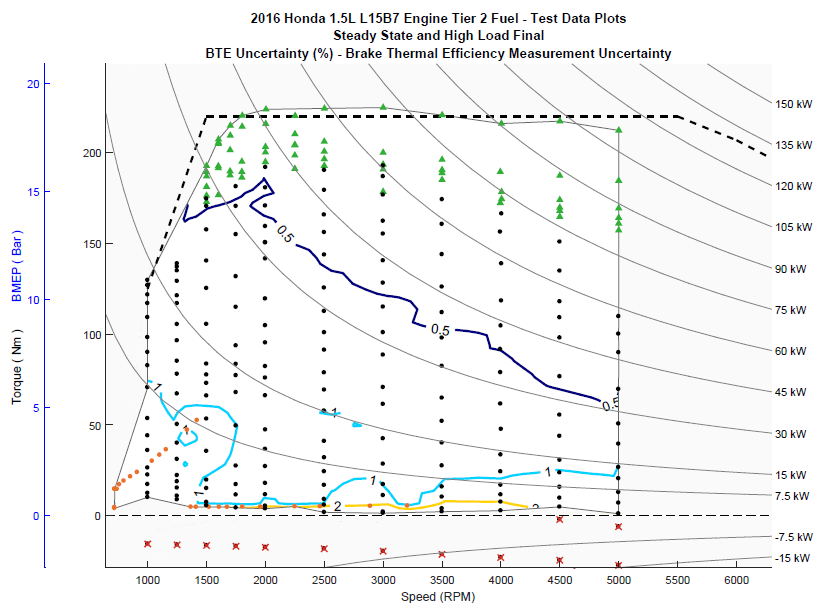 2016 Honda 1.5L L15B7 Engine Tier 2 Fuel - Test Data Plots
Steady State and High Load Final
BTE Uncertainty (%) - Brake Thermal Efficiency Measurement Uncertainty
20
15
10
5
0
BMEP ( Bar )
Torque ( Nm )
200
150
100
50
0
150 kW
135 kW
120 kW
105 kW
90 kW
75 kW
60 kW
45 kW
30 kW
15 kW
7.5 kW
-7.5 kW
-15 kW
0.5
0.5
0.5
1
1
1
1
1
1
2
2
1000
1500
2000
2500
3000
3500
4000
4500
5000
5500
6000
Speed (RPM)